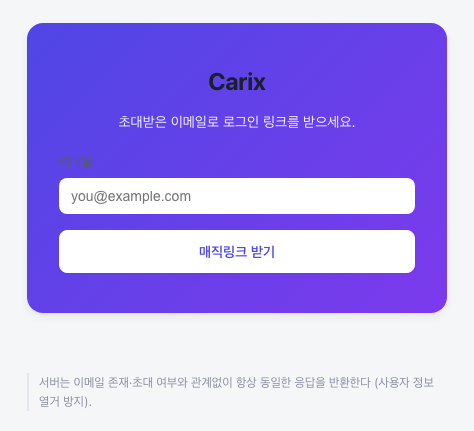 Carix
초대받은 이메일로 로그인 링크를 받으세요.
이메일
you@example.com
매직링크 받기
서버는 이메일 존재·초대 여부와 관계없이 항상 동일한 응답을 반환한다 (사용자 정보
열거 방지).